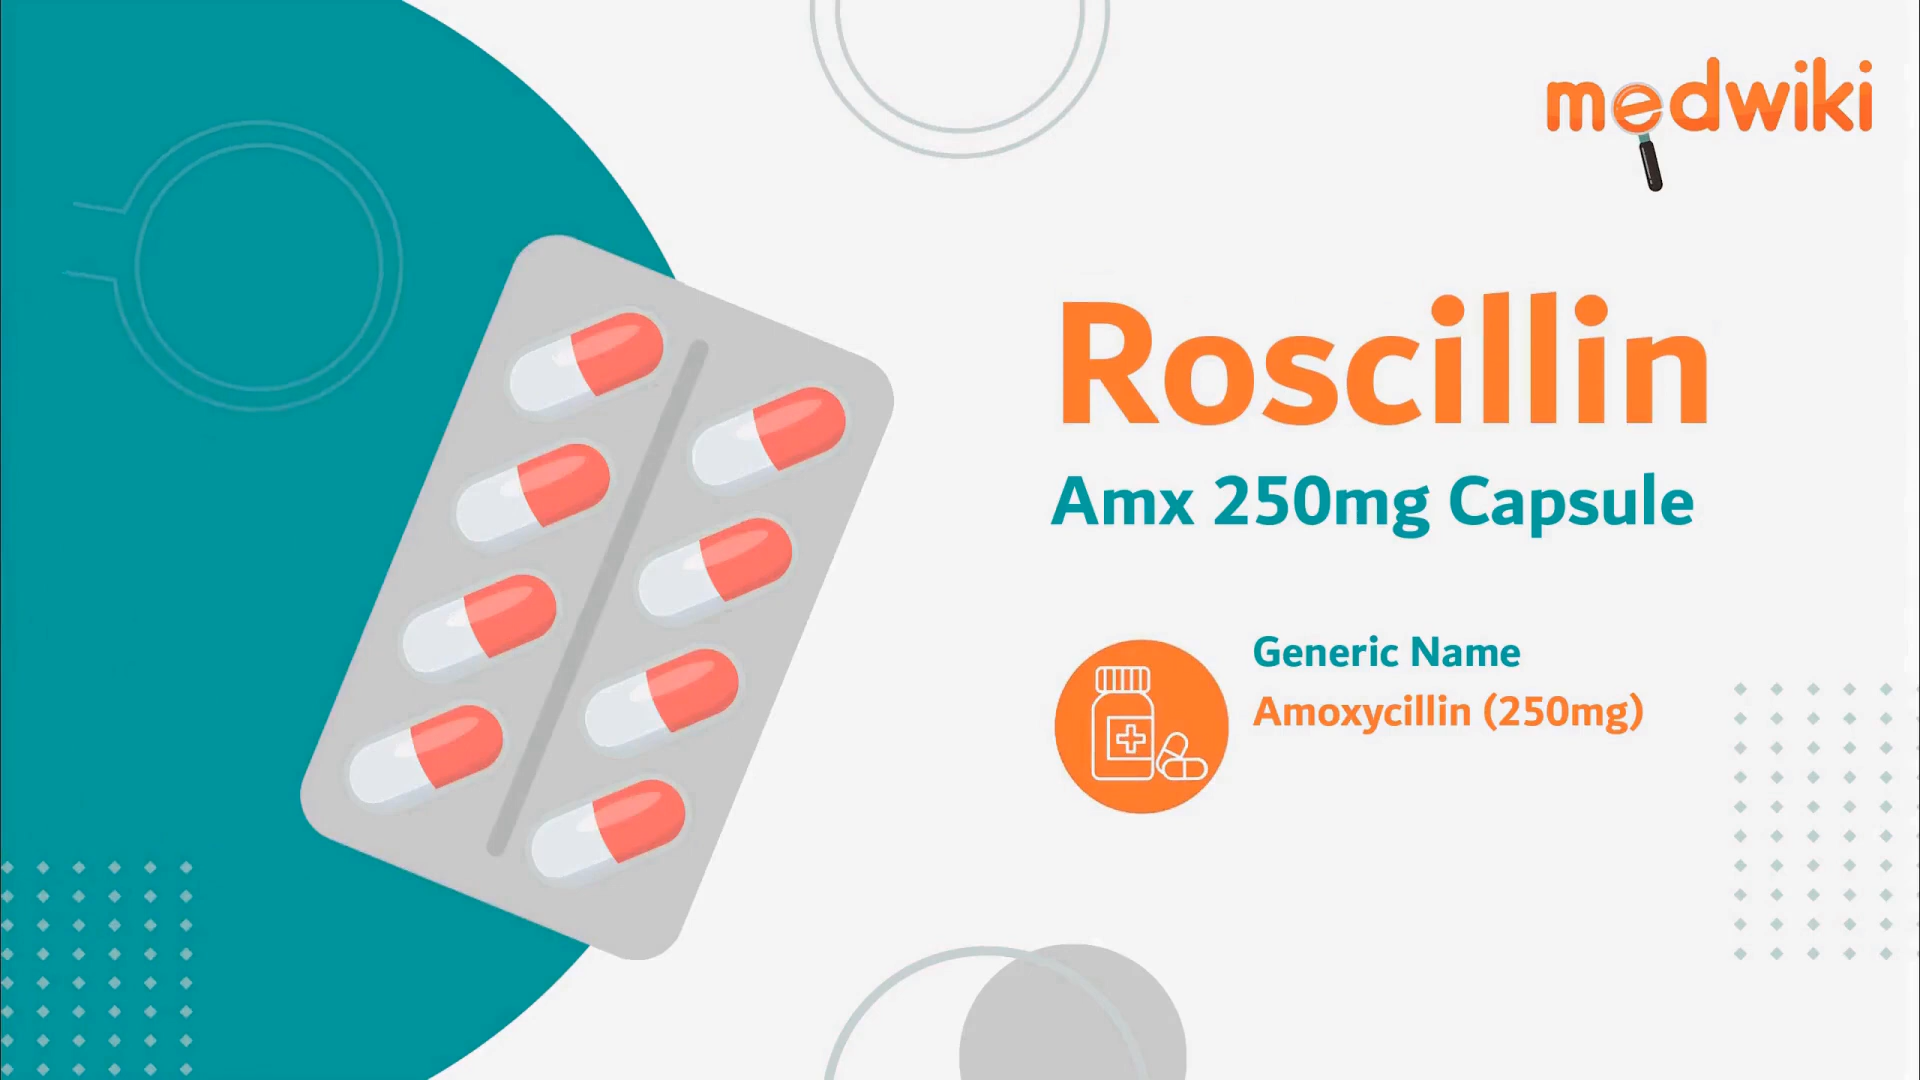 medwiki
Roscillin
Amx 250mg Capsule
Generic Name
Amoxycillin (250mg)